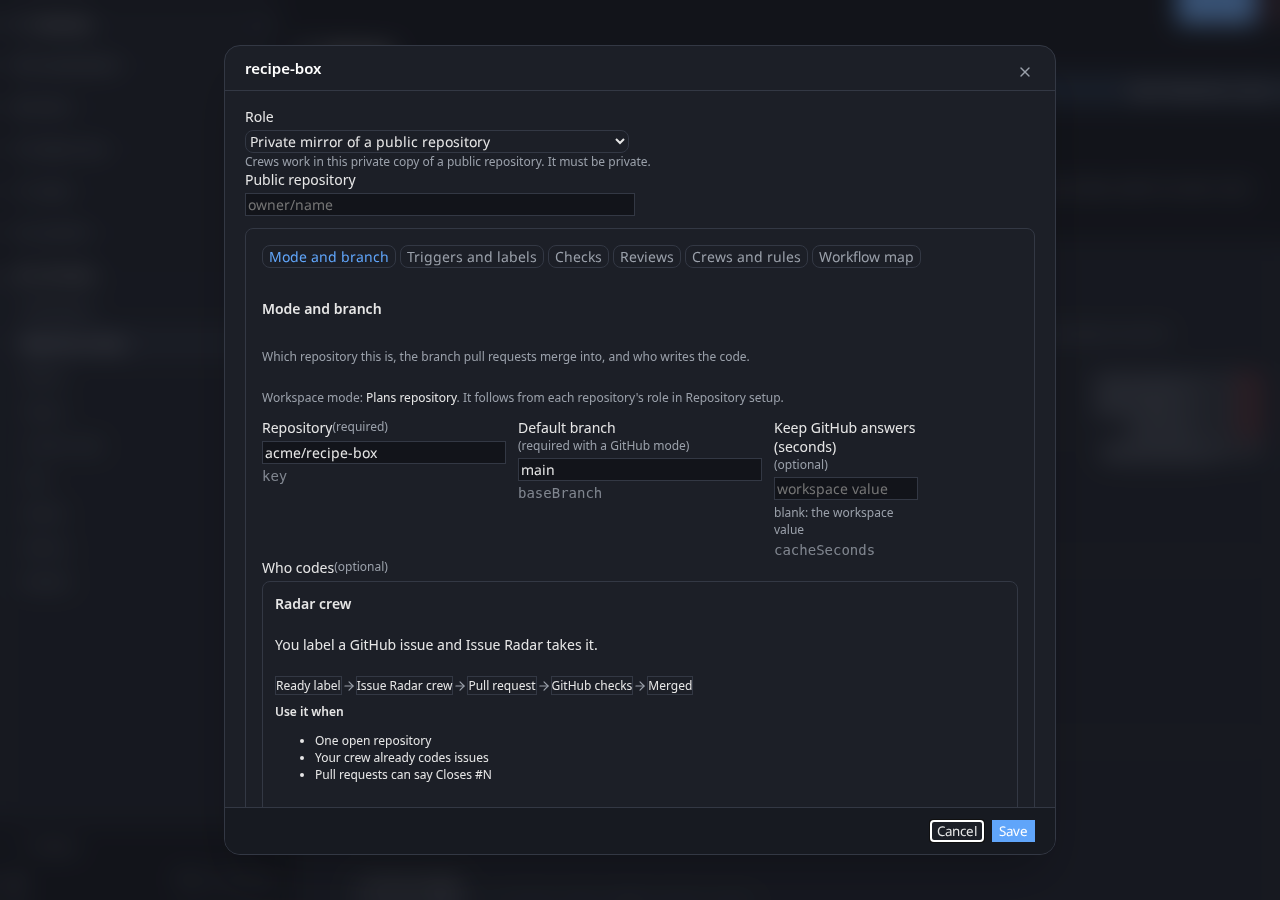 recipe-box
×
Role
Private mirror of a public repository
Crews work in this private copy of a public repository. It must be private.
Public repository
owner/name
Mode and branch Triggers and labels Checks Reviews Crews and rules Workflow map
Mode and branch
Which repository this is, the branch pull requests merge into, and who writes the code.
Workspace mode: Plans repository. It follows from each repository's role in Repository setup.
Repository(required)
acme/recipe-box
key
Default branch
(required with a GitHub mode)
main
baseBranch
Keep GitHub answers
(seconds)
(optional)
workspace value
blank: the workspace
value
cacheSeconds
Who codes(optional)
Radar crew
You label a GitHub issue and Issue Radar takes it.
Ready label → Issue Radar crew → Pull request → GitHub checks → Merged
Use it when
• One open repository
• Your crew already codes issues
• Pull requests can say Closes #N
Cancel Save